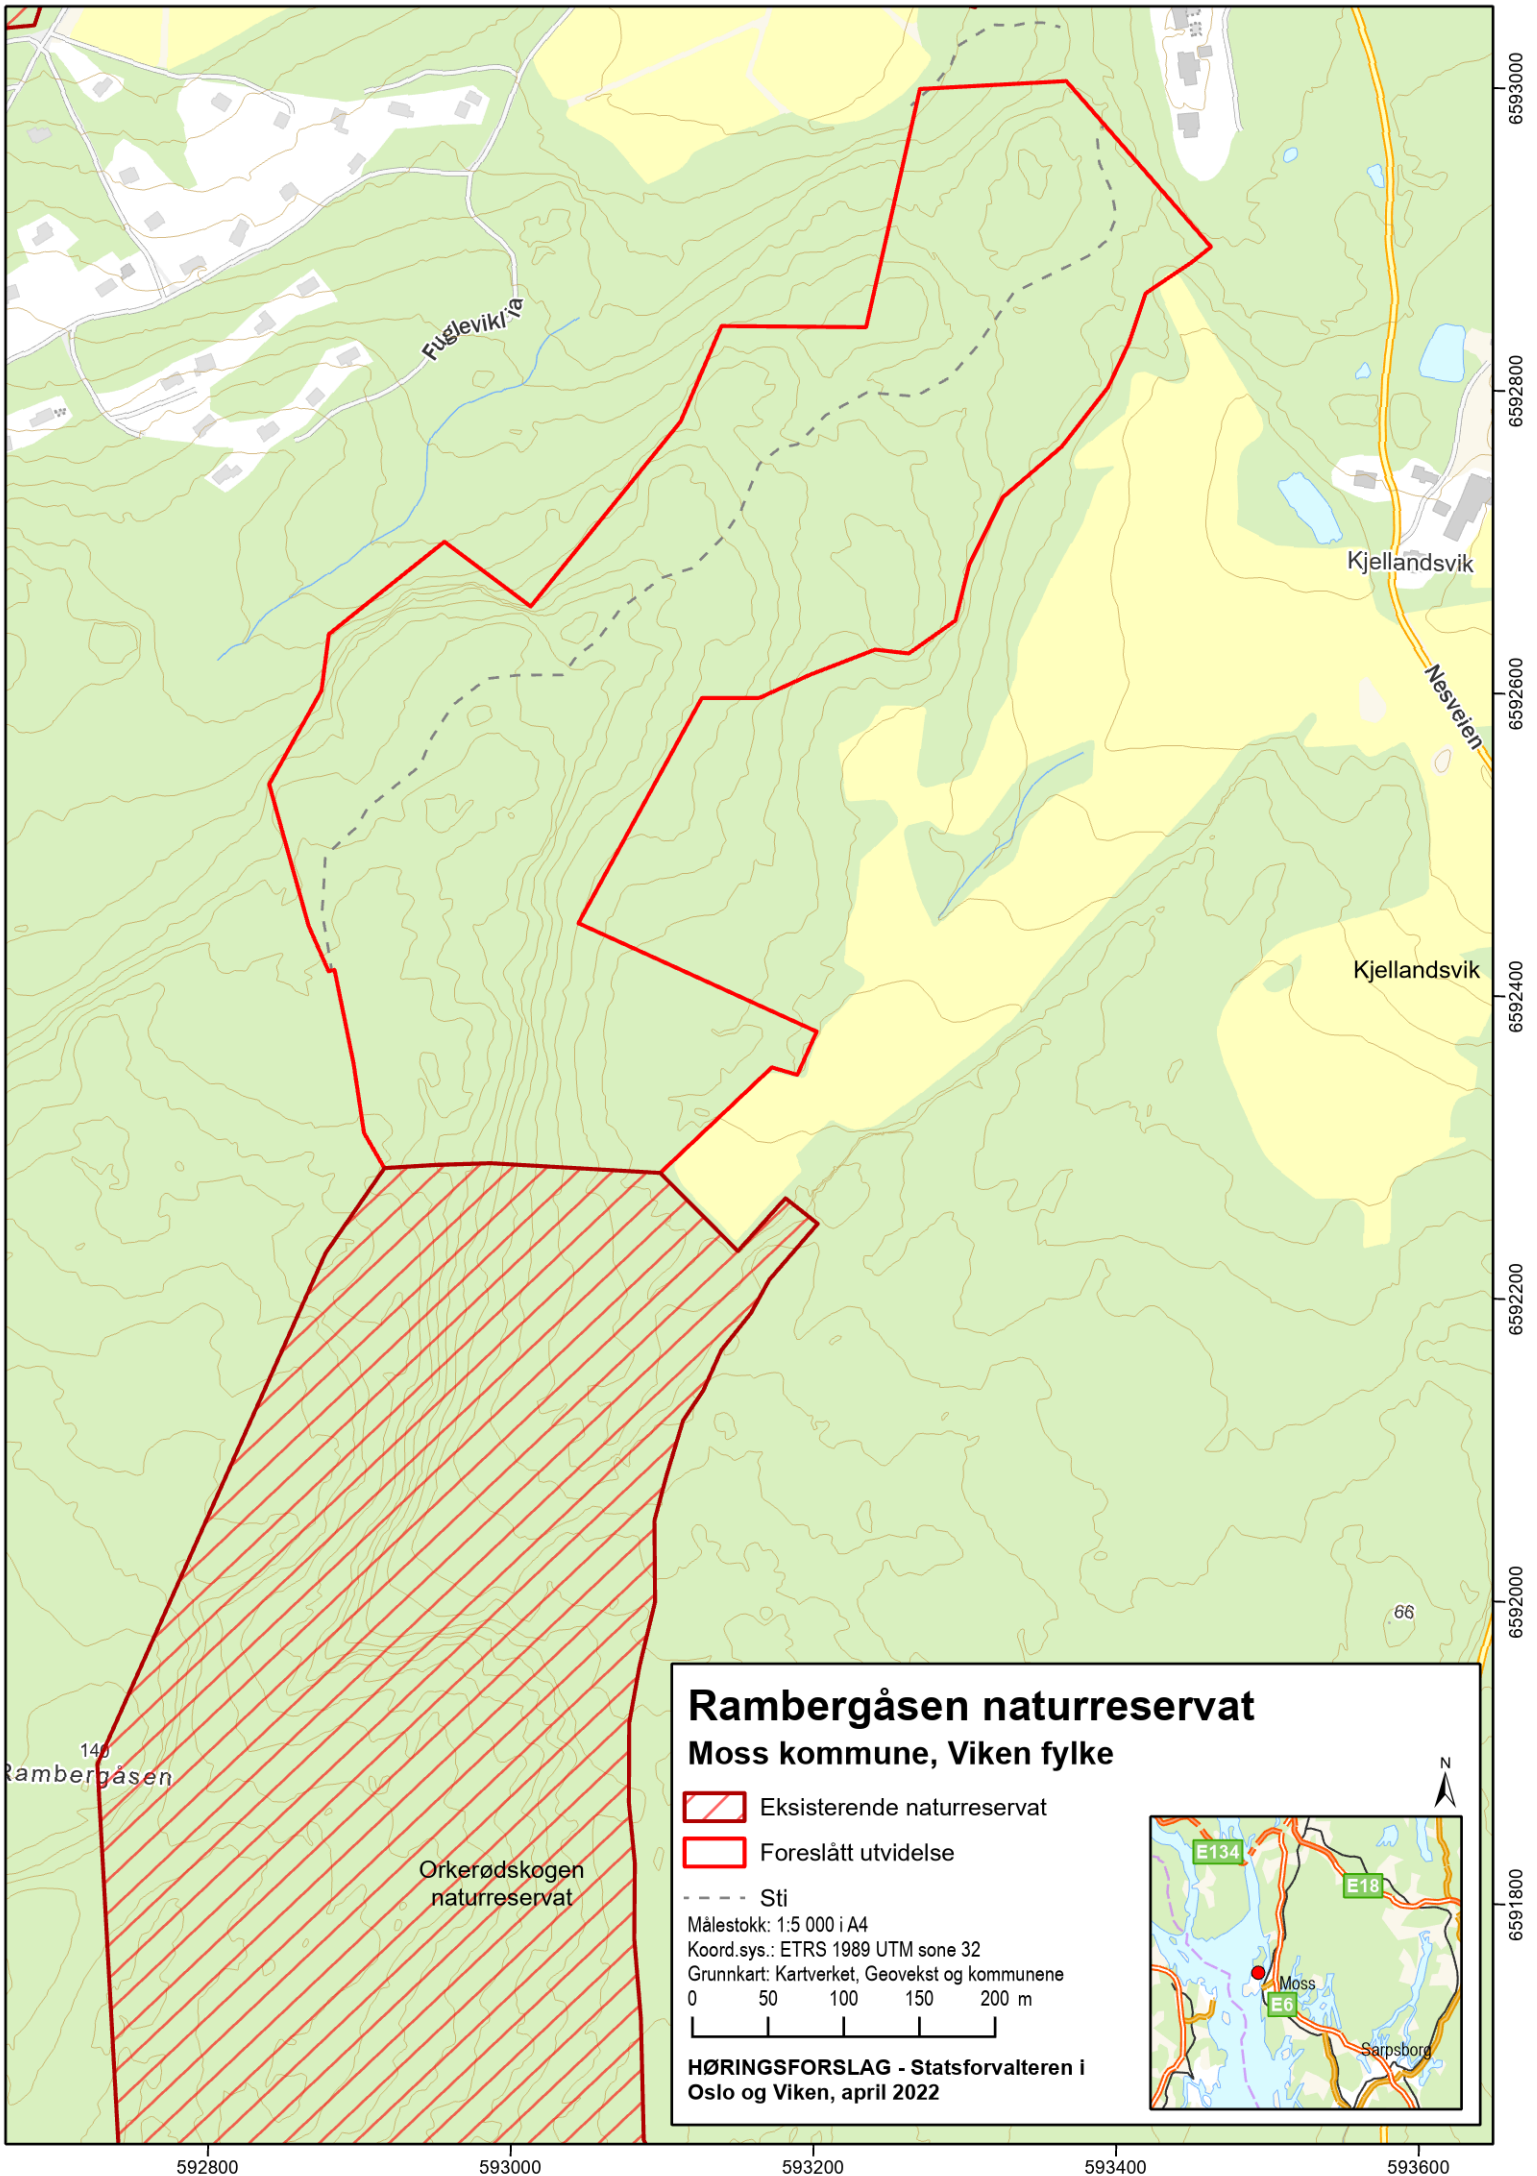 6593000
Fugleviklia
6592800
Kjellandsvik
6592600
Nesveien
Kjellandsvik
6592400
6592200
66
6592000
140
Rambergåsen
Orkerødskogen
naturreservat
Rambergåsen naturreservat
Moss kommune, Viken fylke
Eksisterende naturreservat
Foreslått utvidelse
Sti
Målestokk: 1:5 000 i A4
Koord.sys.: ETRS 1989 UTM sone 32
Grunnkart: Kartverket, Geovekst og kommunene
0 50 100 150 200 m
HØRINGSFORSLAG - Statsforvalteren i
Oslo og Viken, april 2022
N
E134
E18
Moss
E6
Sarpsborg
6591800
592800 593000 593200 593400 593600